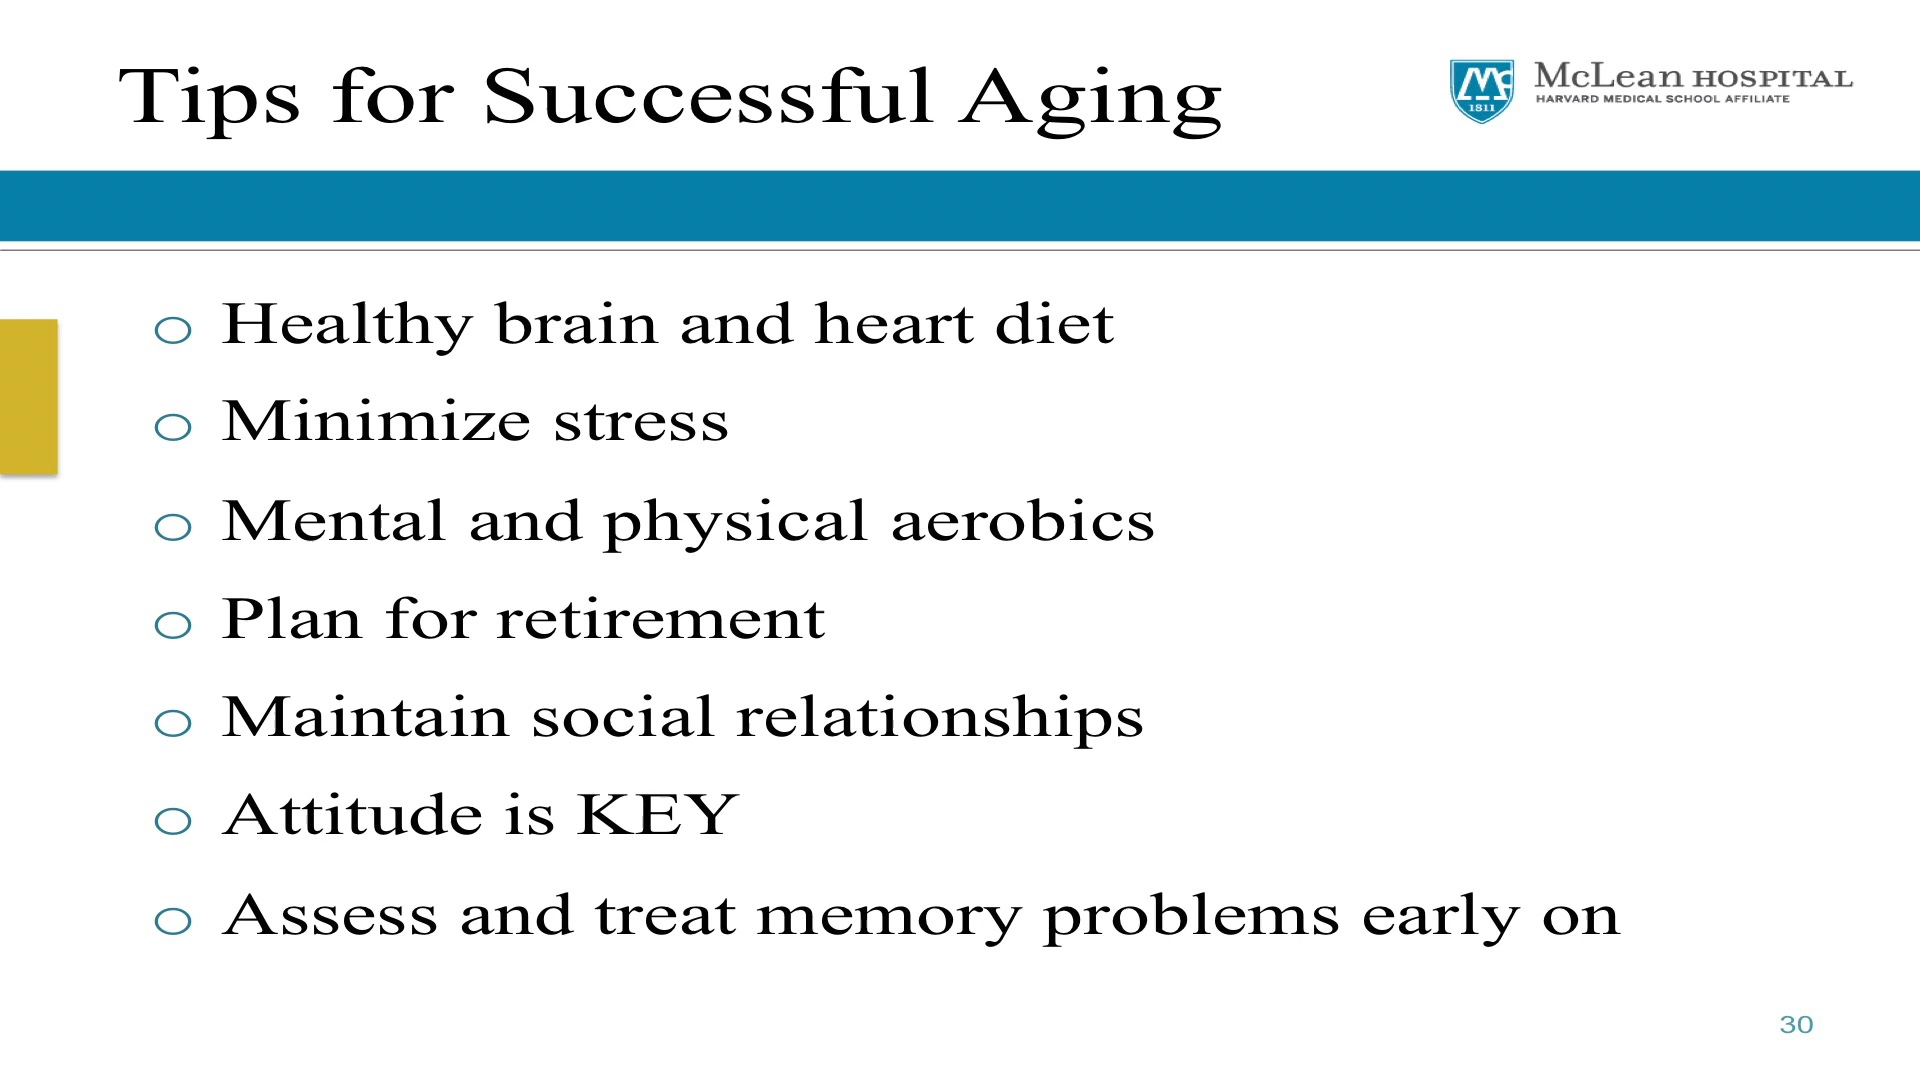 Tips for Successful Aging
McLean HOSPITAL
HARVARD MEDICAL SCHOOL AFFILIATE
1811
o Healthy brain and heart diet
o Minimize stress
o Mental and physical aerobics
o Plan for retirement
o Maintain social relationships
o Attitude is KEY
o Assess and treat memory problems early on
30